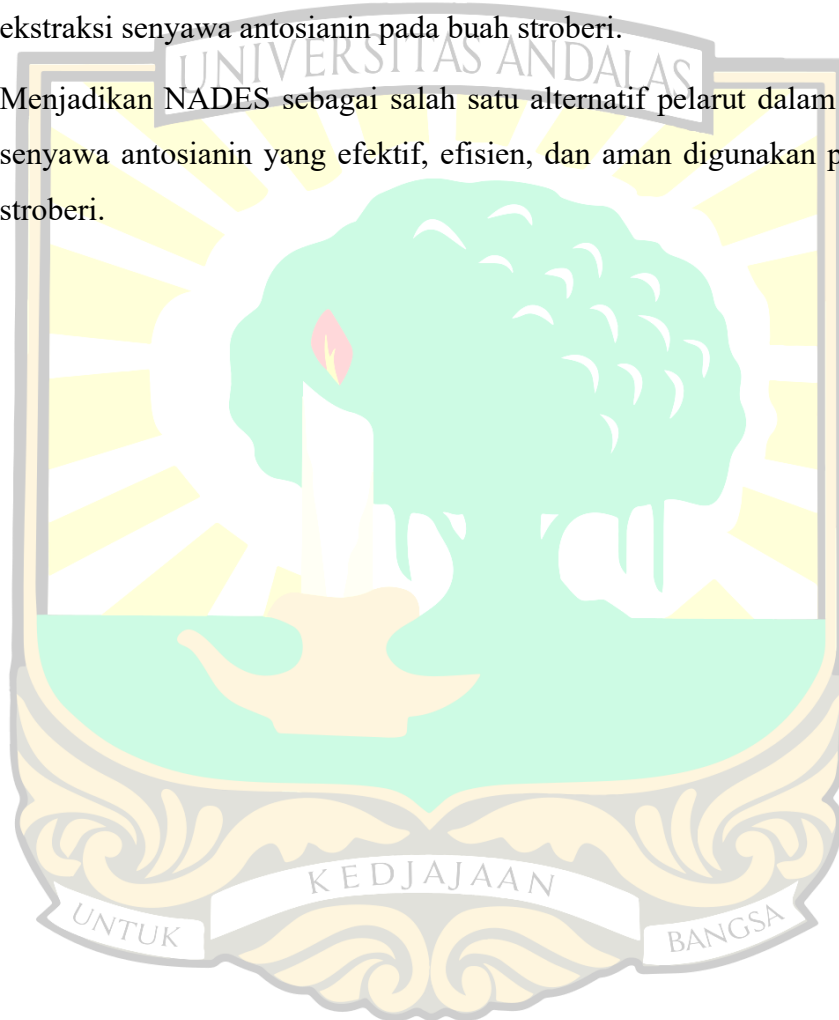 ekstraksi senyawa antosianin pada buah stroberi.
UNIVERSITAS ANDALAS
Menjadikan NADES sebagai salah satu alternatif pelarut dalam
senyawa antosianin yang efektif, efisien, dan aman digunakan
stroberi.
KEDJAJAAN
UNTUK
BANGSA